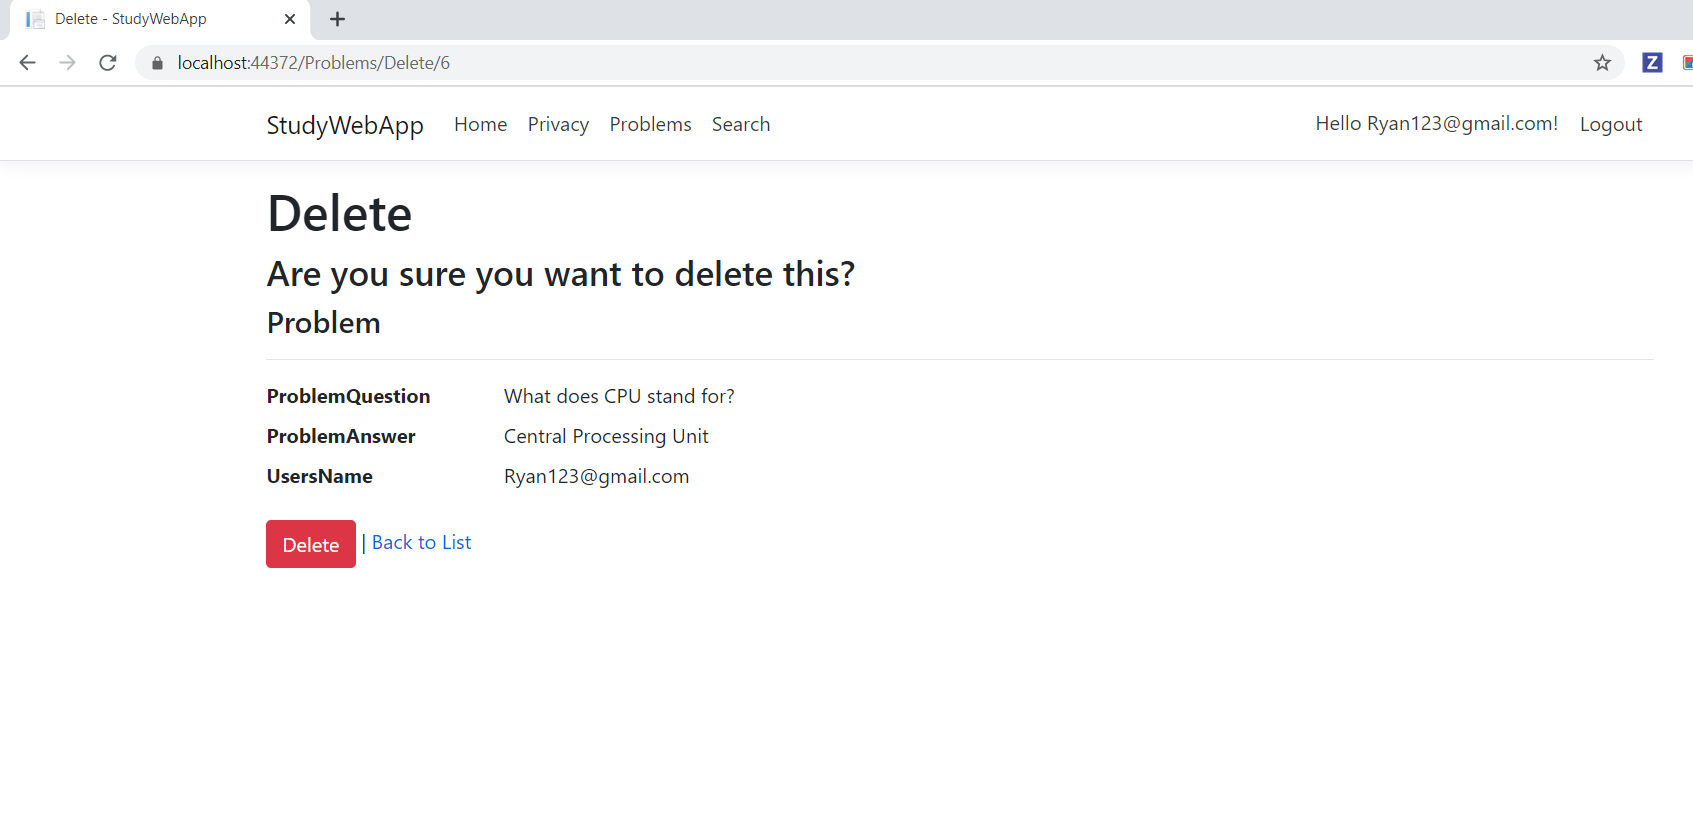 Delete - StudyWebApp
localhost:44372/Problems/Delete/6
Z
StudyWebApp Home Privacy Problems Search Hello Ryan123@gmail.com! Logout
Delete
Are you sure you want to delete this?
Problem
ProblemQuestion What does CPU stand for?
ProblemAnswer Central Processing Unit
UsersName Ryan123@gmail.com
Delete | Back to List